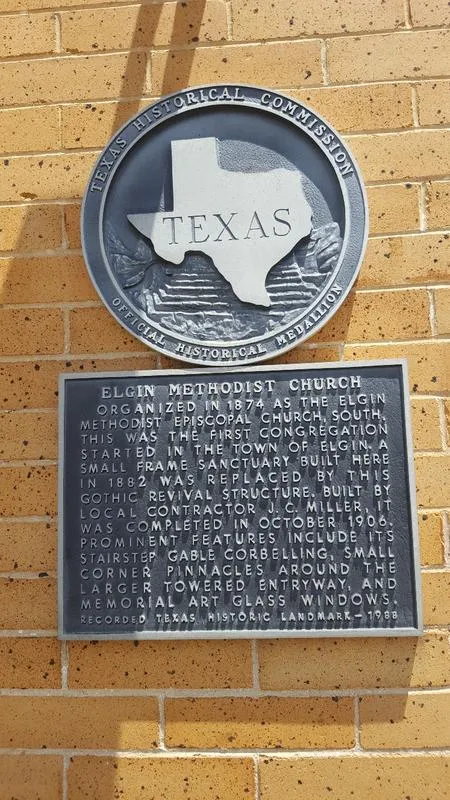 TEXAS HISTORICAL COMMISSION
TEXAS
OFFICIAL HISTORICAL MEDALLION
ELGIN METHODIST CHURCH
ORGANIZED IN 1874 AS THE ELGIN
METHODIST EPISCOPAL CHURCH, SOUTH,
THIS WAS THE FIRST CONGREGATION
STARTED IN THE TOWN OF ELGIN. A
SMALL FRAME SANCTUARY BUILT HERE
IN 1882 WAS REPLACED BY THIS
GOTHIC REVIVAL STRUCTURE. BUILT BY
LOCAL CONTRACTOR J. C. MILLER, IT
WAS COMPLETED IN OCTOBER 1906.
PROMINENT FEATURES INCLUDE ITS
STAIRSTEP GABLE CORBELLING, SMALL
CORNER PINNACLES AROUND THE
LARGER TOWERED ENTRYWAY, AND
MEMORIAL ART GLASS WINDOWS.
RECORDED TEXAS HISTORIC LANDMARK - 1988